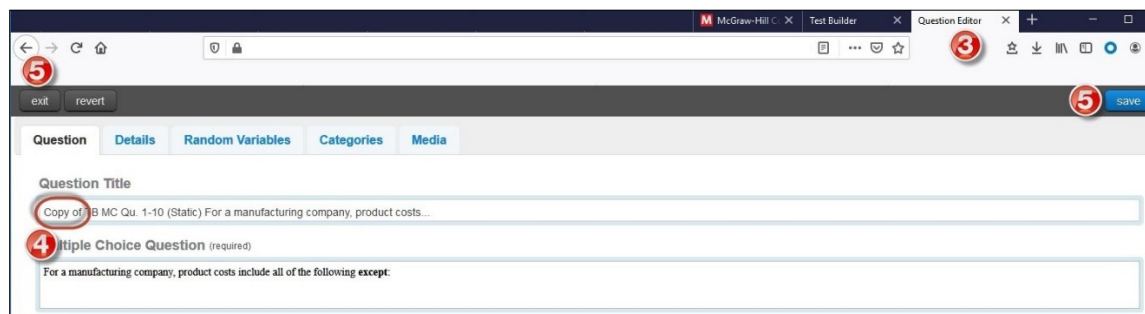 M McGraw-Hill C Test Builder Question Editor
3
5
exit revert 5 save
Question Details Random Variables Categories Media
Question Title
Copy of B MC Qu. 1-10 (Static) For a manufacturing company, product costs...
4 tiple Choice Question (required)
For a manufacturing company, product costs include all of the following except: